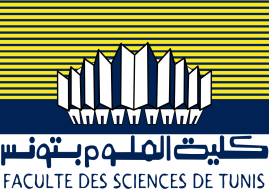 كلية العلوم بتونس
FACULTE DES SCIENCES DE TUNIS